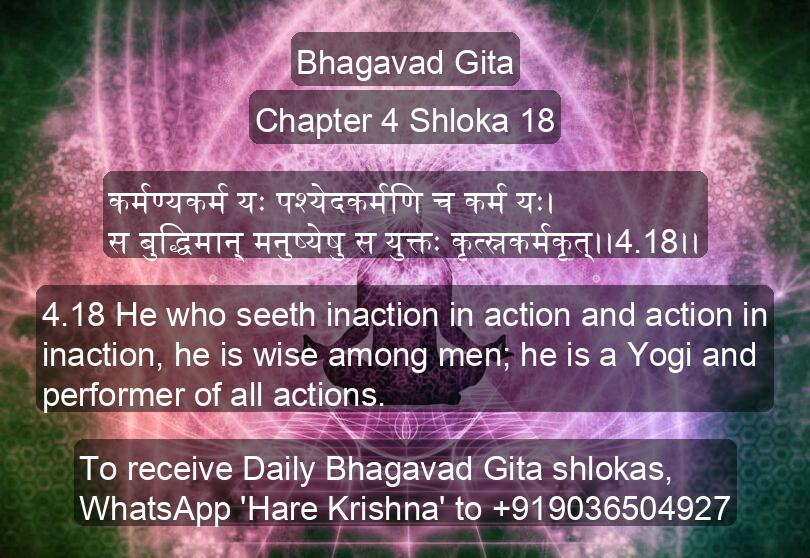 Bhagavad Gita
Chapter 4 Shloka 18
कर्मण्यकर्म यः पश्येदकर्मणि च कर्म यः।
स बुद्धिमान् मनुष्येषु स युक्तः कृत्स्नकर्मकृत्।।4.18।।
4.18 He who seeth inaction in action and action in
inaction, he is wise among men; he is a Yogi and
performer of all actions.
To receive Daily Bhagavad Gita shlokas,
WhatsApp 'Hare Krishna' to +919036504927